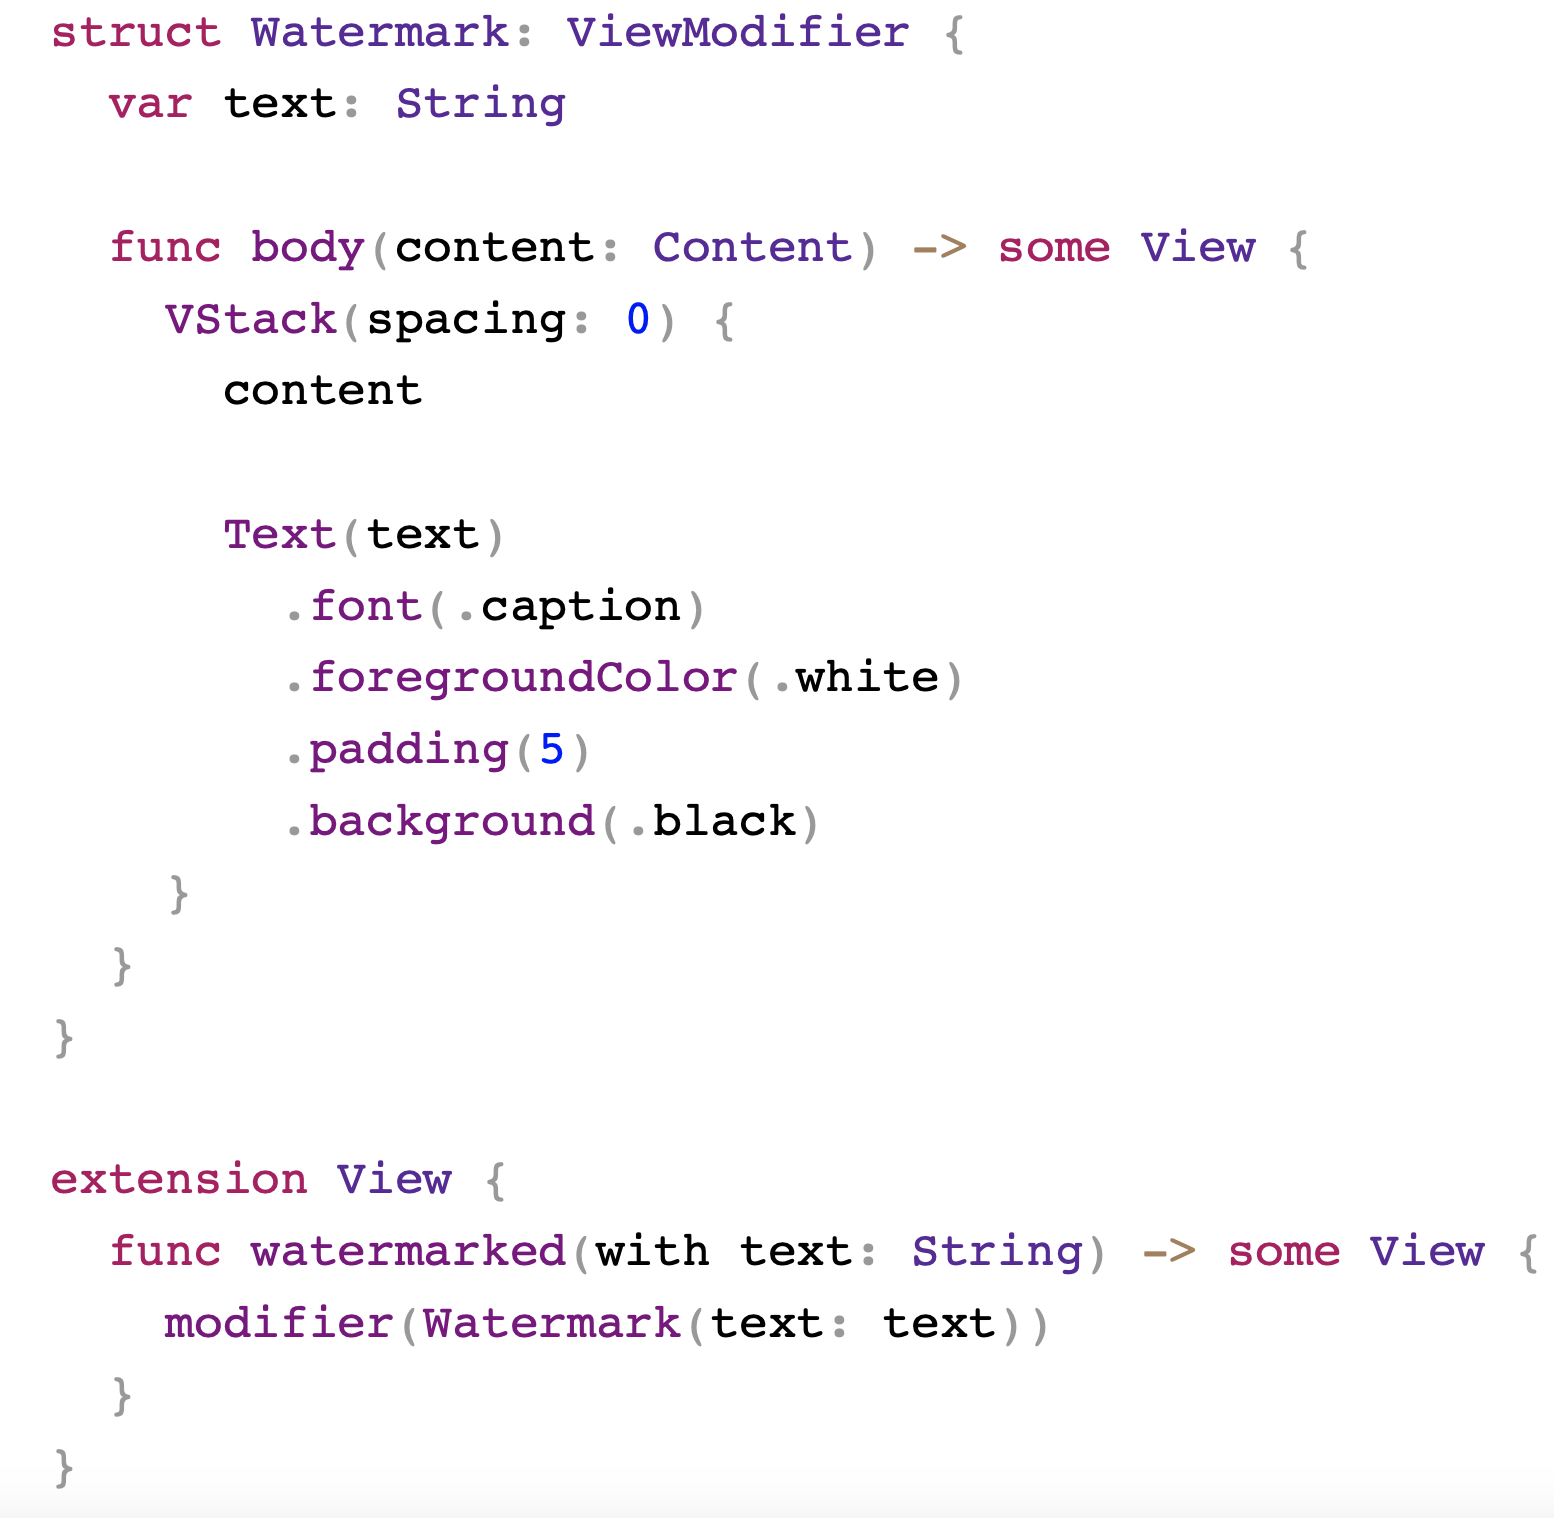 struct Watermark: ViewModifier {
  var text: String

  func body(content: Content) -> some View {
    VStack(spacing: 0) {
      content

      Text(text)
        .font(.caption)
        .foregroundColor(.white)
        .padding(5)
        .background(.black)
    }
  }
}

extension View {
  func watermarked(with text: String) -> some View {
    modifier(Watermark(text: text))
  }
}